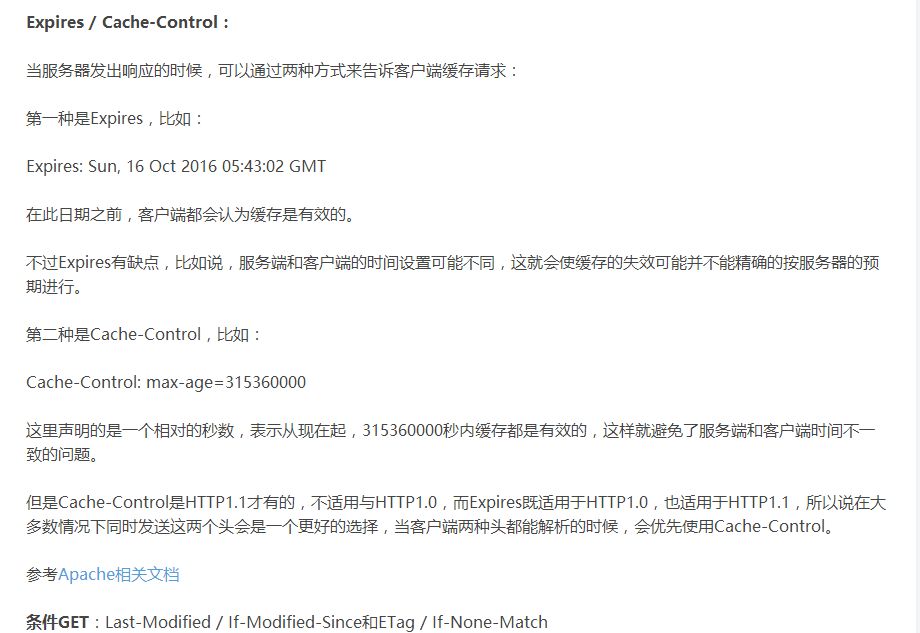 Expires / Cache-Control：
当服务器发出响应的时候，可以通过两种方式来告诉客户端缓存请求：
第一种是Expires，比如：
Expires: Sun, 16 Oct 2016 05:43:02 GMT
在此日期之前，客户端都会认为缓存是有效的。
不过Expires有缺点，比如说，服务端和客户端的时间设置可能不同，这就会使缓存的失效可能并不能精确的按服务器的预
期进行。
第二种是Cache-Control，比如：
Cache-Control: max-age=315360000
这里声明的是一个相对的秒数，表示从现在起，315360000秒内缓存都是有效的，这样就避免了服务端和客户端时间不一
致的问题。
但是Cache-Control是HTTP1.1才有的，不适用与HTTP1.0，而Expires既适用于HTTP1.0，也适用于HTTP1.1，所以说在大
多数情况下同时发送这两个头会是一个更好的选择，当客户端两种头都能解析的时候，会优先使用Cache-Control。
参考Apache相关文档
条件GET：Last-Modified / If-Modified-Since和ETag / If-None-Match